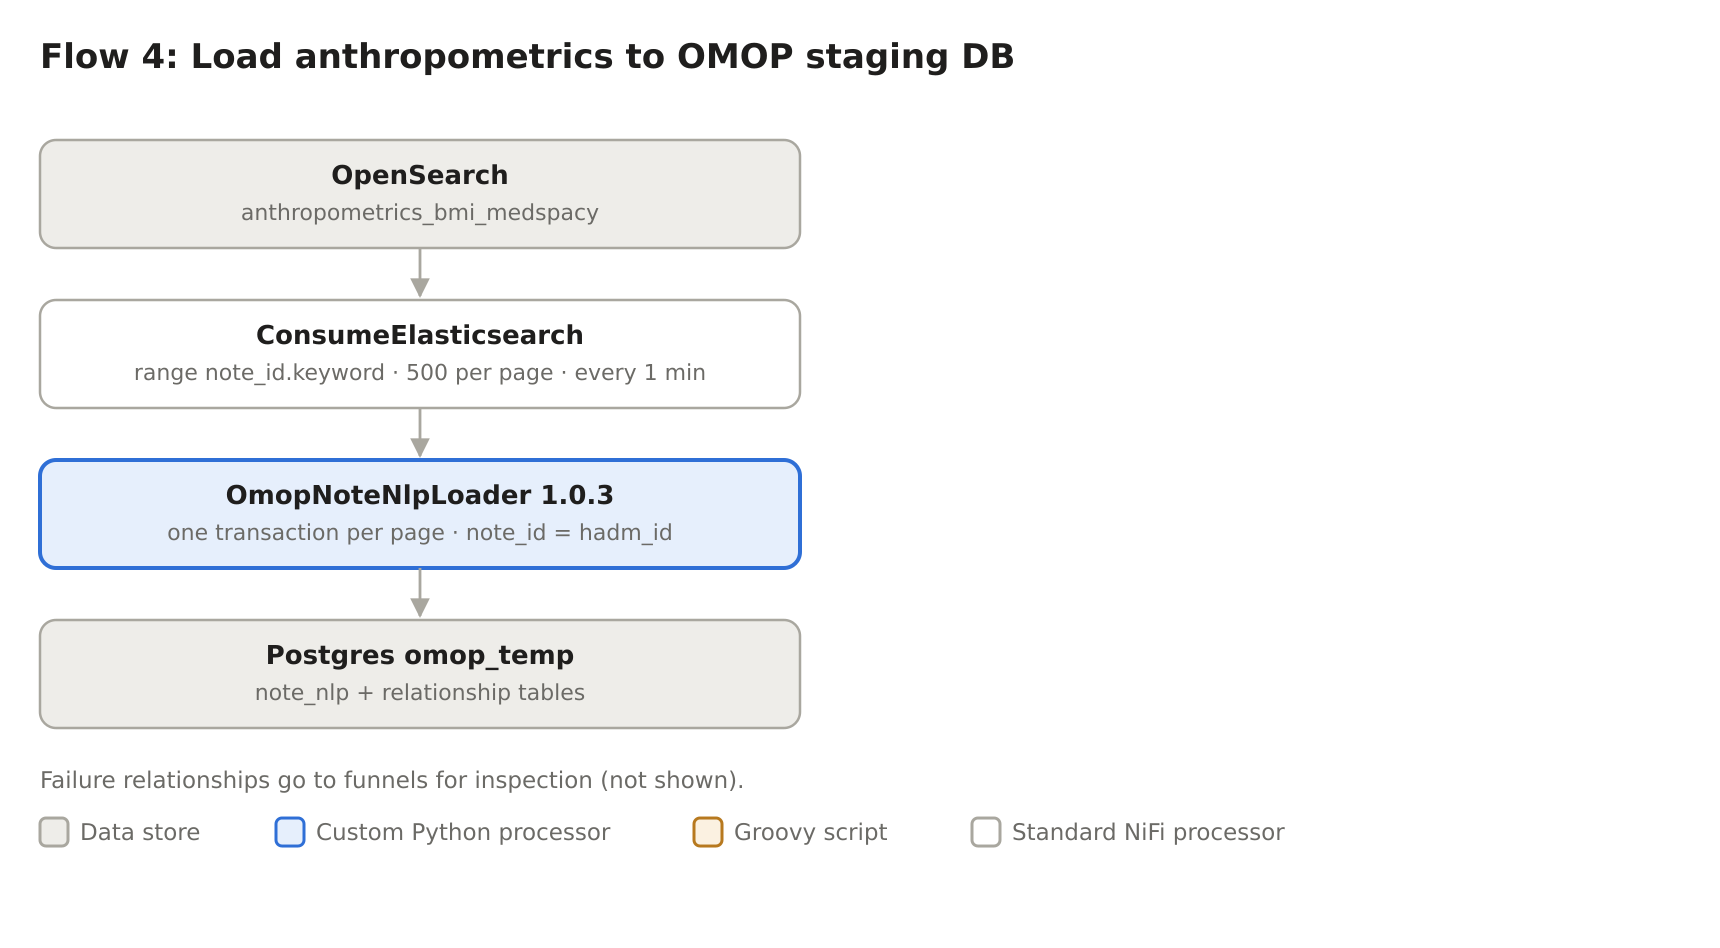 Flow 4: Load anthropometrics to OMOP staging DB
OpenSearch
anthropometrics_bmi_medspacy
ConsumeElasticsearch
range note_id.keyword · 500 per page · every 1 min
OmopNoteNlpLoader 1.0.3
one transaction per page · note_id = hadm_id
Postgres omop_temp
note_nlp + relationship tables
Failure relationships go to funnels for inspection (not shown).
Data store
Custom Python processor
Groovy script
Standard NiFi processor